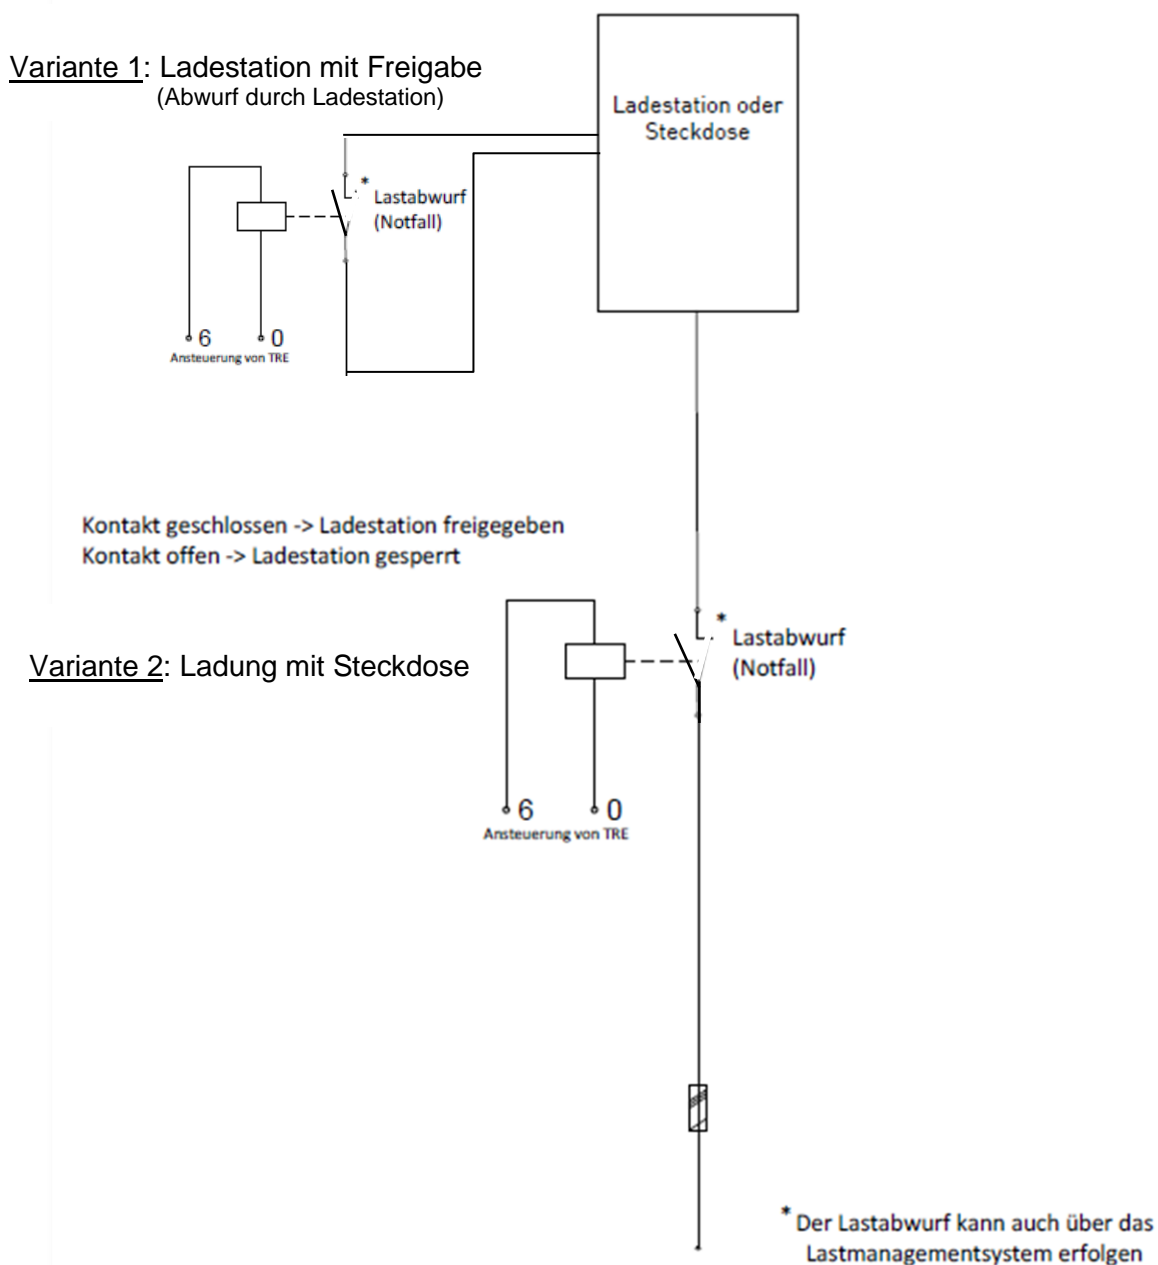 Variante 1: Ladestation mit Freigabe
(Abwurf durch Ladestation)
Ladestation oder
Steckdose
*
Lastabwurf
(Notfall)
6 0
Ansteuerung von TRE
Kontakt geschlossen -> Ladestation freigegeben
Kontakt offen -> Ladestation gesperrt
*
Lastabwurf
(Notfall)
Variante 2: Ladung mit Steckdose
6 0
Ansteuerung von TRE
* Der Lastabwurf kann auch über das
Lastmanagementsystem erfolgen